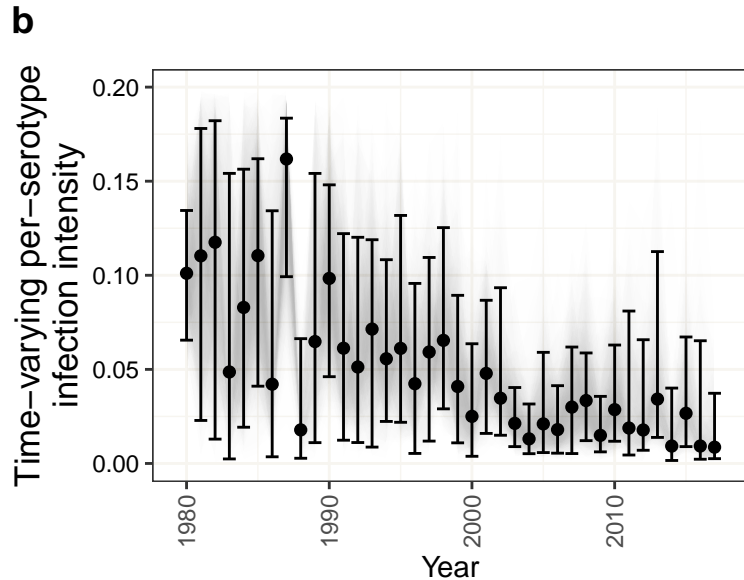 b
Time−varying per−serotype
infection intensity
0.20
0.15
0.10
0.05
0.00
1980
1990
2000
2010
Year